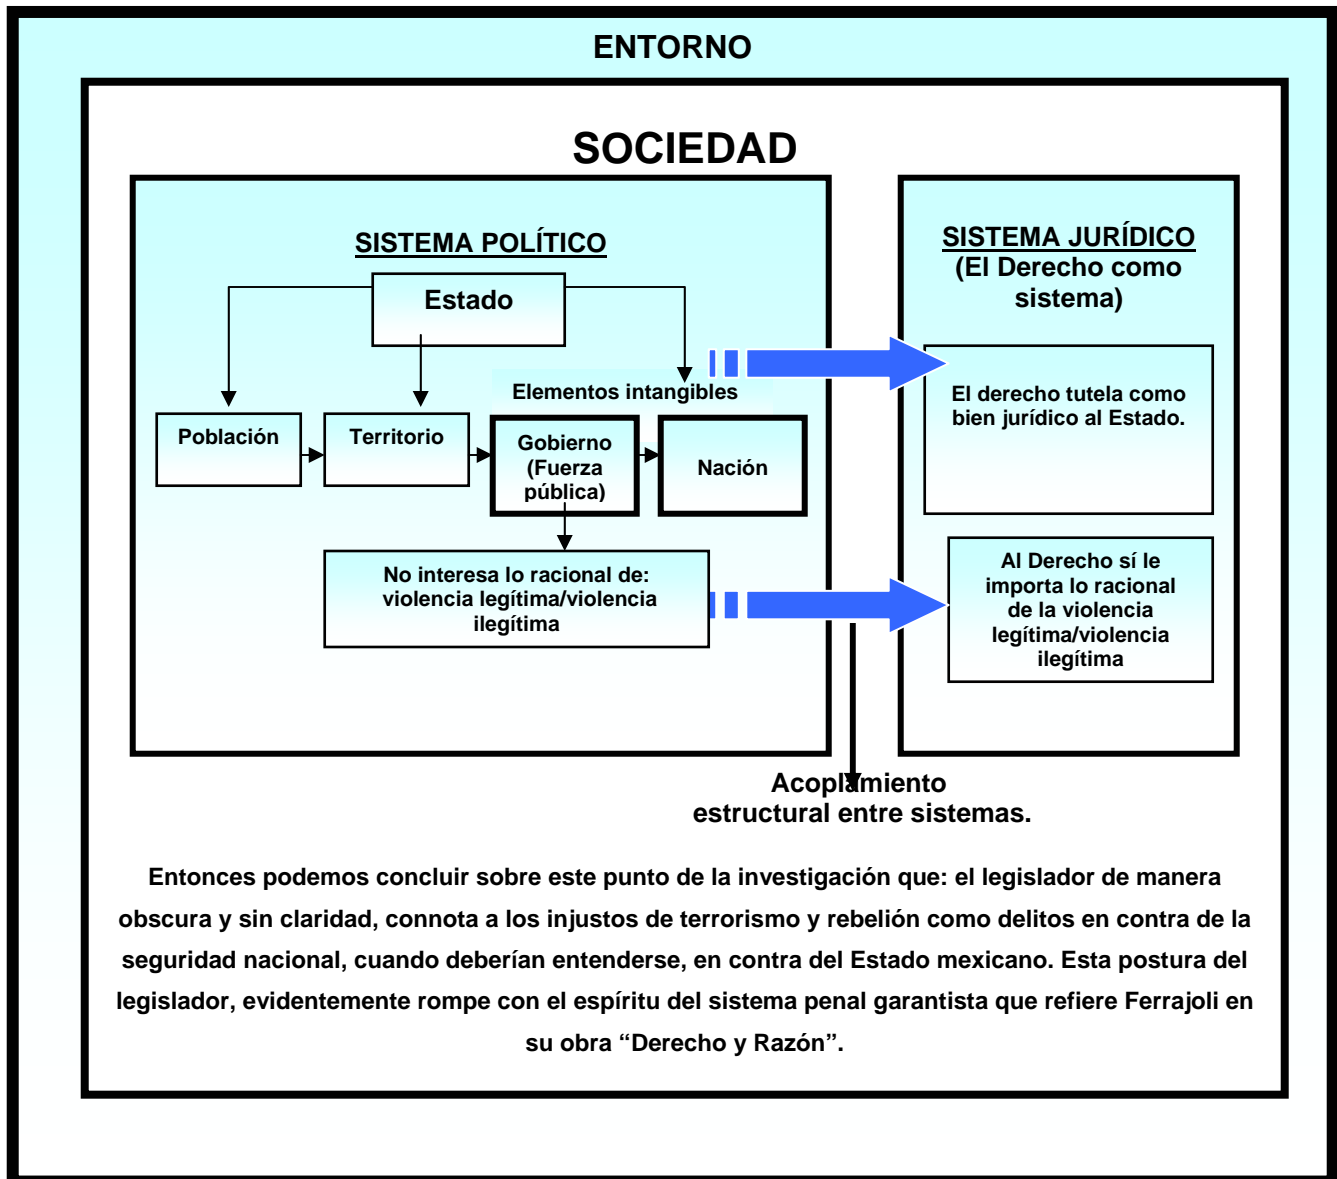 ENTORNO
SOCIEDAD
SISTEMA POLÍTICO
Estado
Elementos intangibles
Población
Territorio
Gobierno
(Fuerza
pública)
Nación
No interesa lo racional de:
violencia legítima/violencia
ilegítima
SISTEMA JURÍDICO
(El Derecho como
sistema)
El derecho tutela como
bien jurídico al Estado.
Al Derecho sí le
importa lo racional
de la violencia
legítima/violencia
ilegítima
Acoplamiento
estructural entre sistemas.
Entonces podemos concluir sobre este punto de la investigación que: el legislador de manera
obscura y sin claridad, connota a los injustos de terrorismo y rebelión como delitos en contra de la
seguridad nacional, cuando deberían entenderse, en contra del Estado mexicano. Esta postura del
legislador, evidentemente rompe con el espíritu del sistema penal garantista que refiere Ferrajoli en
su obra “Derecho y Razón”.